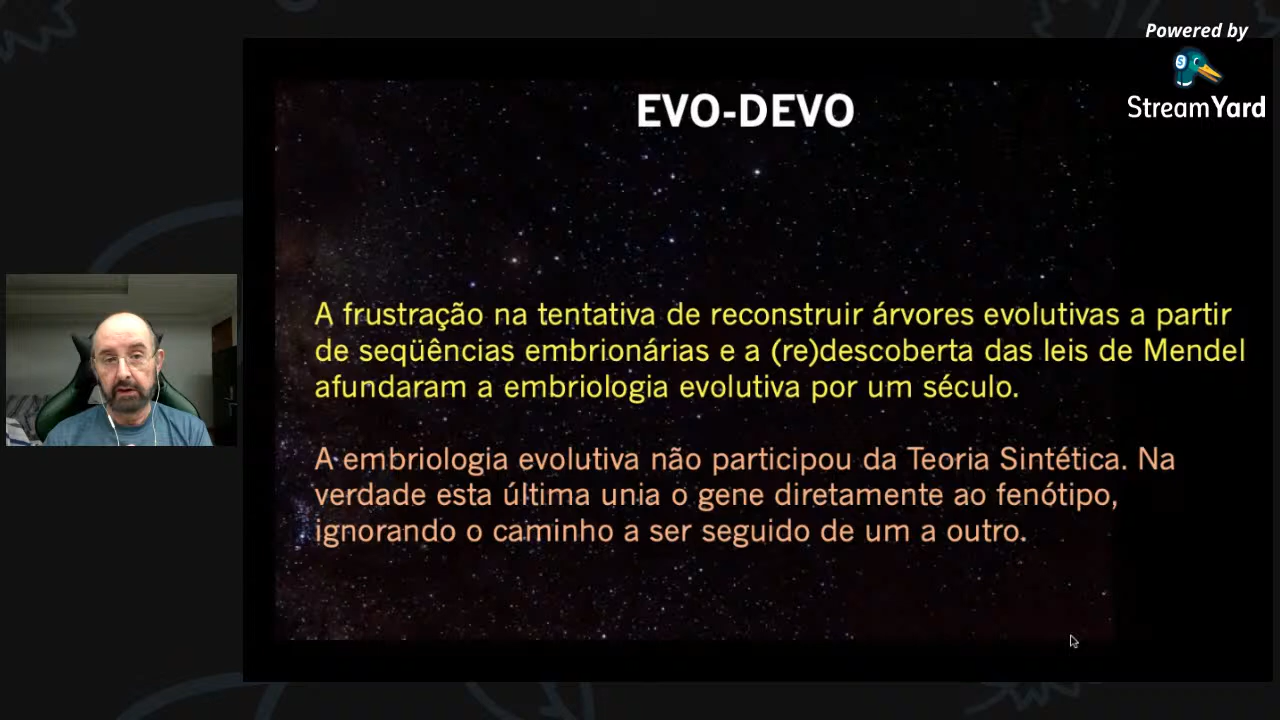 Powered by
StreamYard
EVO-DEVO
A frustração na tentativa de reconstruir árvores evolutivas a partir
de seqüências embrionárias e a (re)descoberta das leis de Mendel
afundaram a embriologia evolutiva por um século.
A embriologia evolutiva não participou da Teoria Sintética. Na
verdade esta última unia o gene diretamente ao fenótipo,
ignorando o caminho a ser seguido de um a outro.